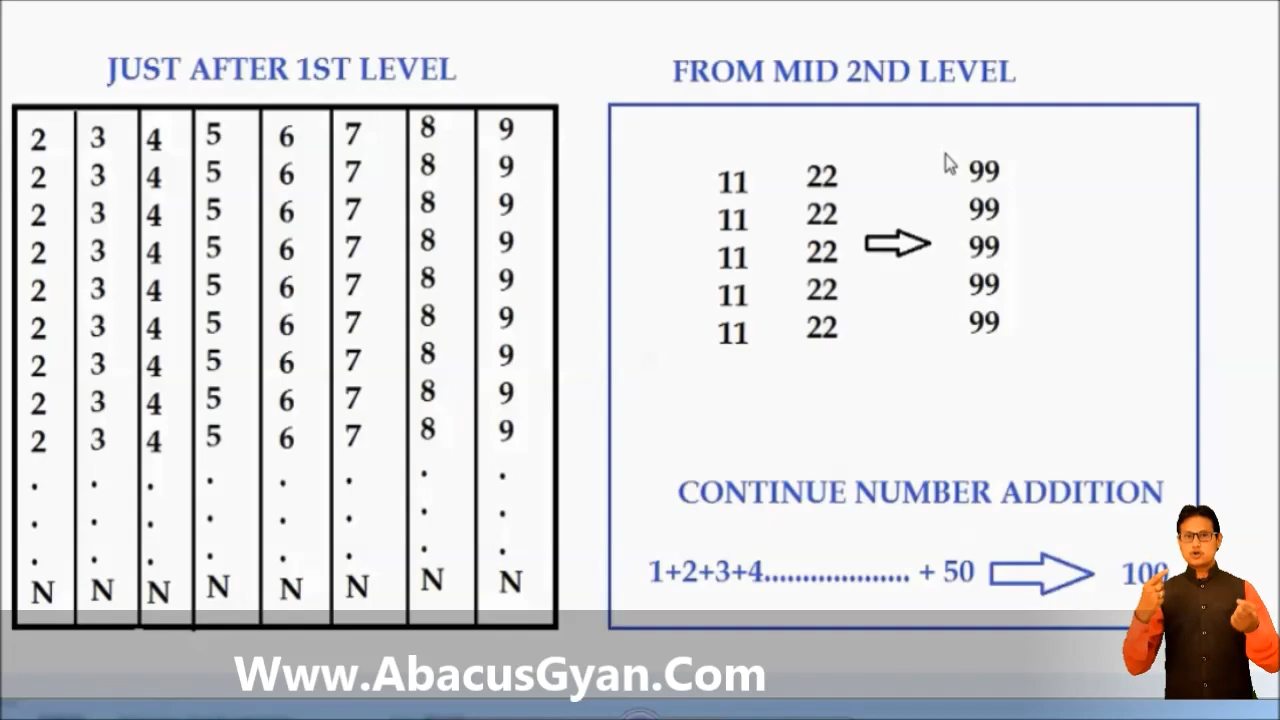 JUST AFTER 1ST LEVEL
2 3 4 5 6 7 8 9
2 3 4 5 6 7 8 9
2 3 4 5 6 7 8 9
2 3 4 5 6 7 8 9
2 3 4 5 6 7 8 9
2 3 4 5 6 7 8 9
2 3 4 5 6 7 8 9
2 3 4 5 6 7 8 9
2 3 4 5 6 7 8 9
. . . . . . . .
. . . . . . . .
. . . . . . . .
N N N N N N N N
FROM MID 2ND LEVEL
11 22 99
11 22 99
11 22 99
11 22 99
11 22 99
CONTINUE NUMBER ADDITION
1+2+3+4................... + 50 100
Www.AbacusGyan.Com